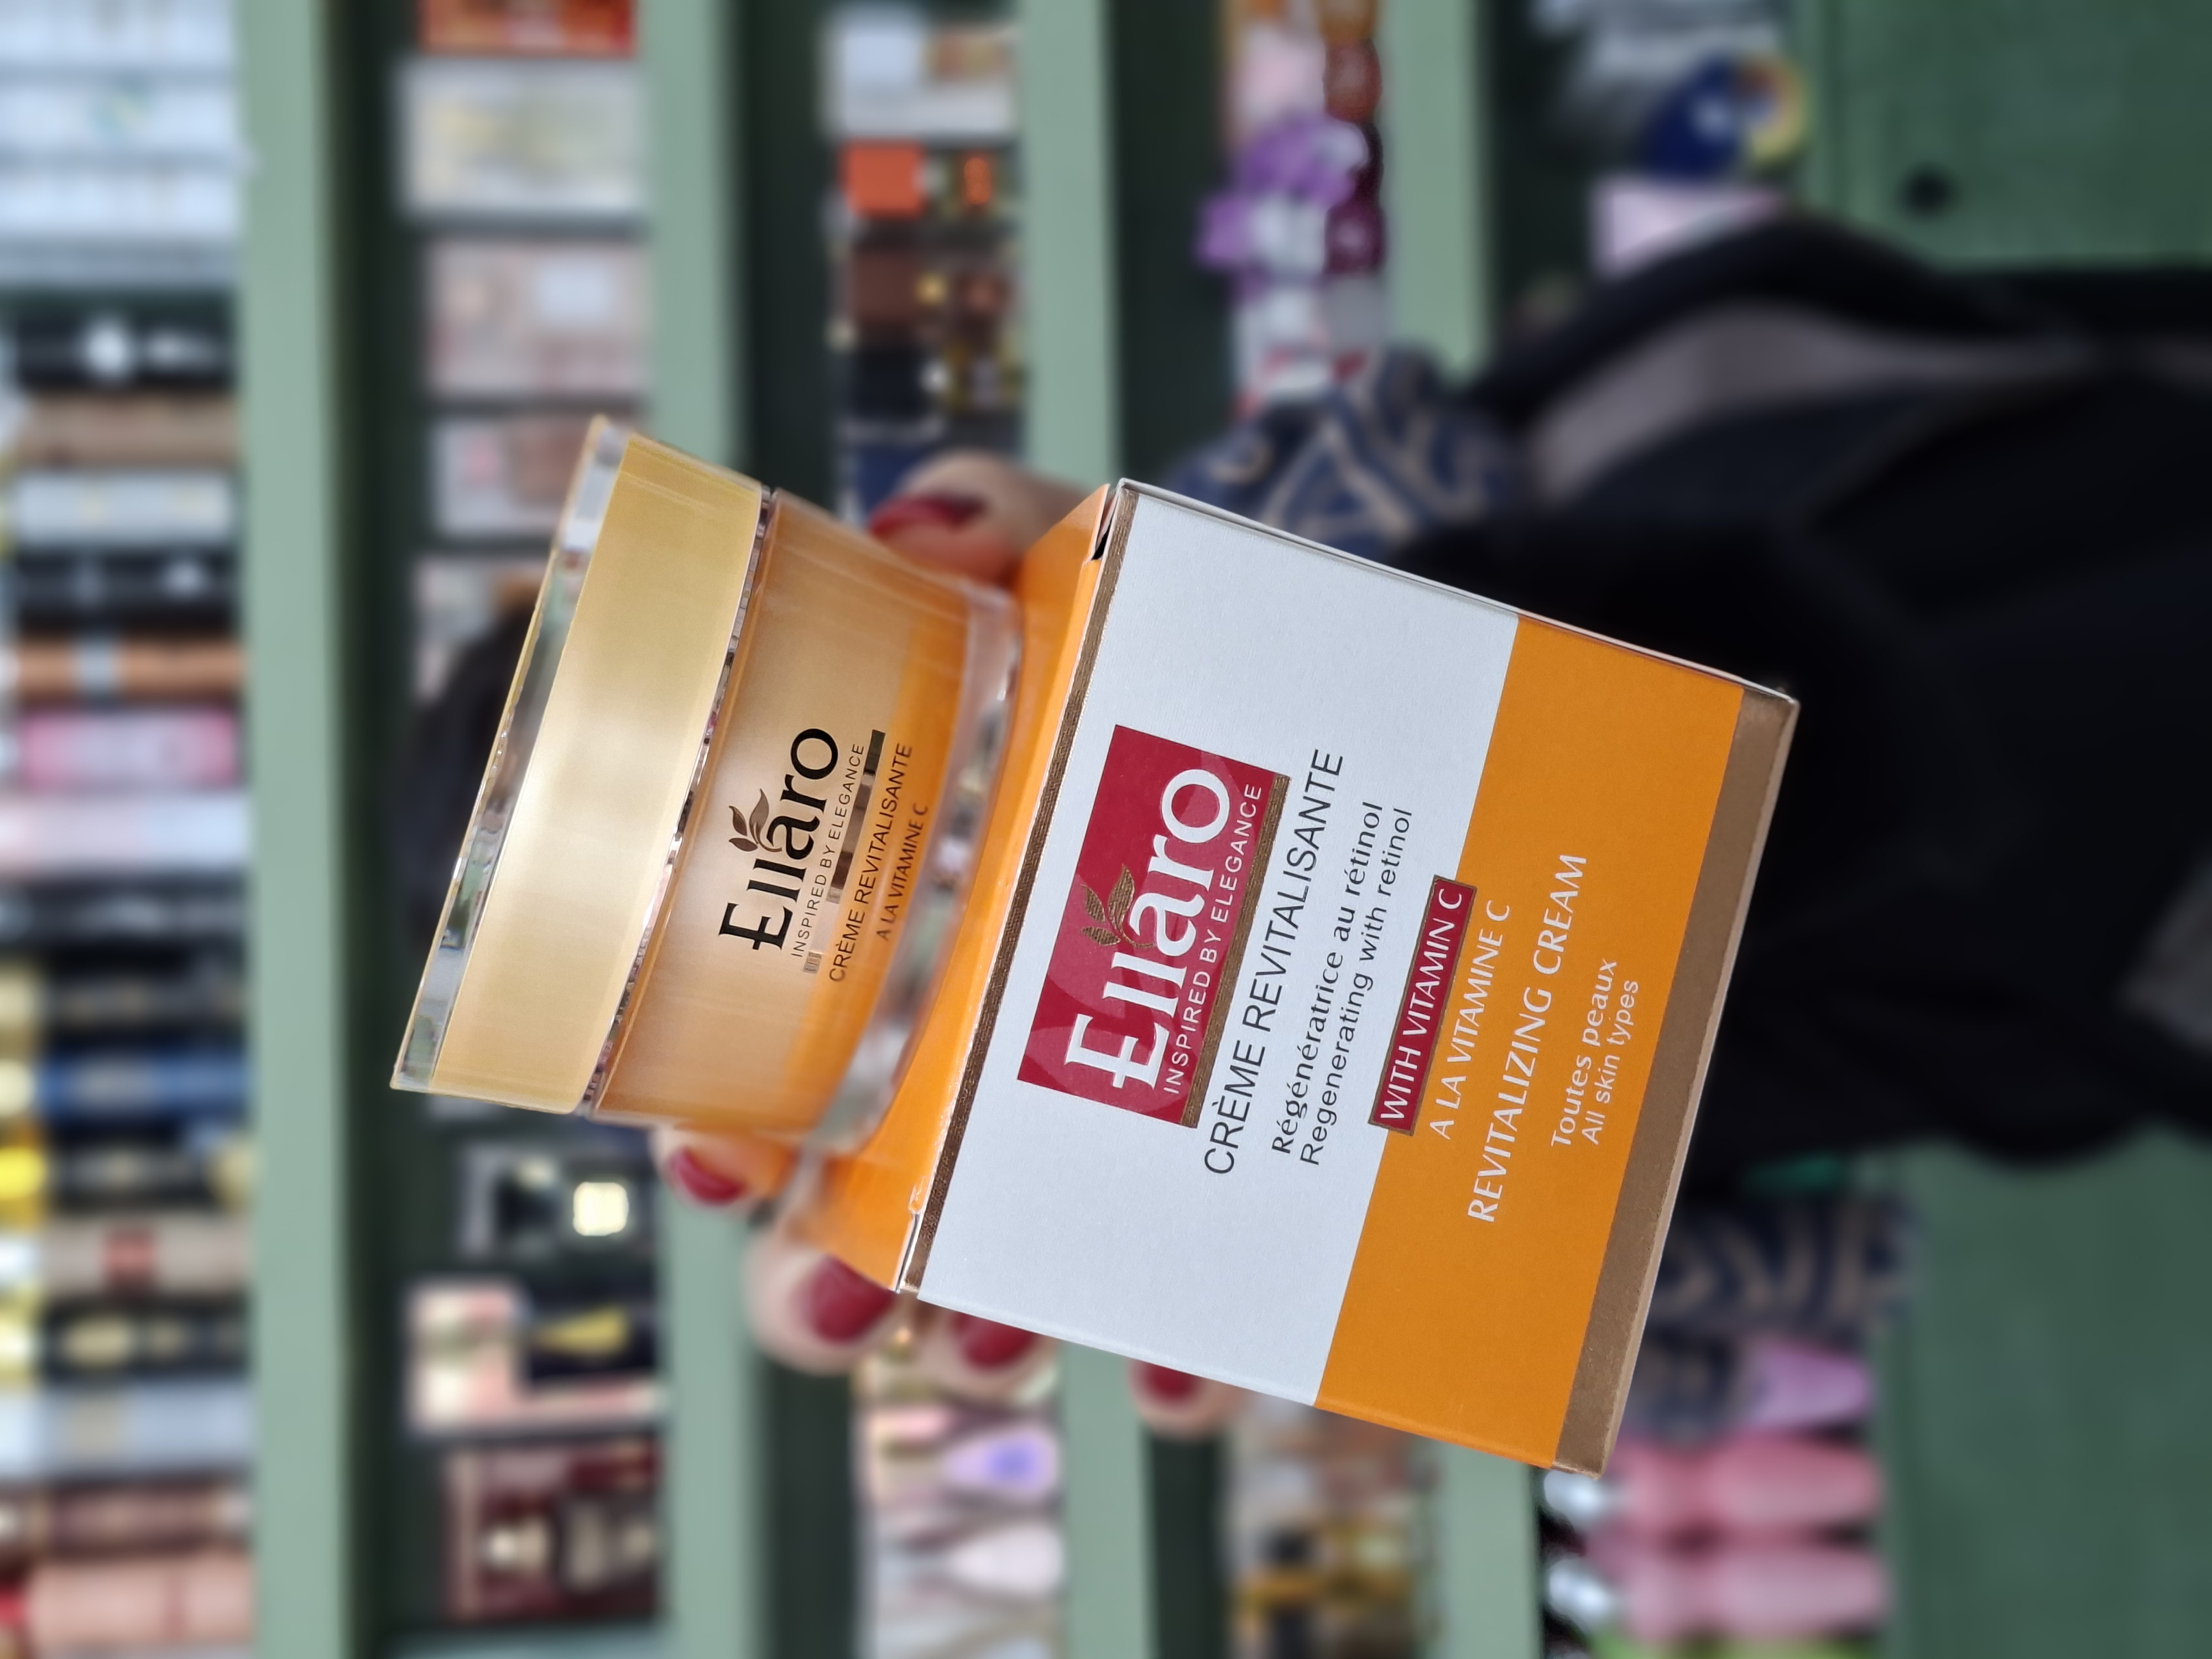 Ellaro
INSPIRED BY ELEGANCE
CRÈME REVITALISANTE
A LA VITAMINE C
Ellaro
INSPIRED BY ELEGANCE
CRÈME REVITALISANTE
Régénératrice au rétinol
Regenerating with retinol
WITH VITAMIN C
A LA VITAMINE C
REVITALIZING CREAM
Toutes peaux
All skin types